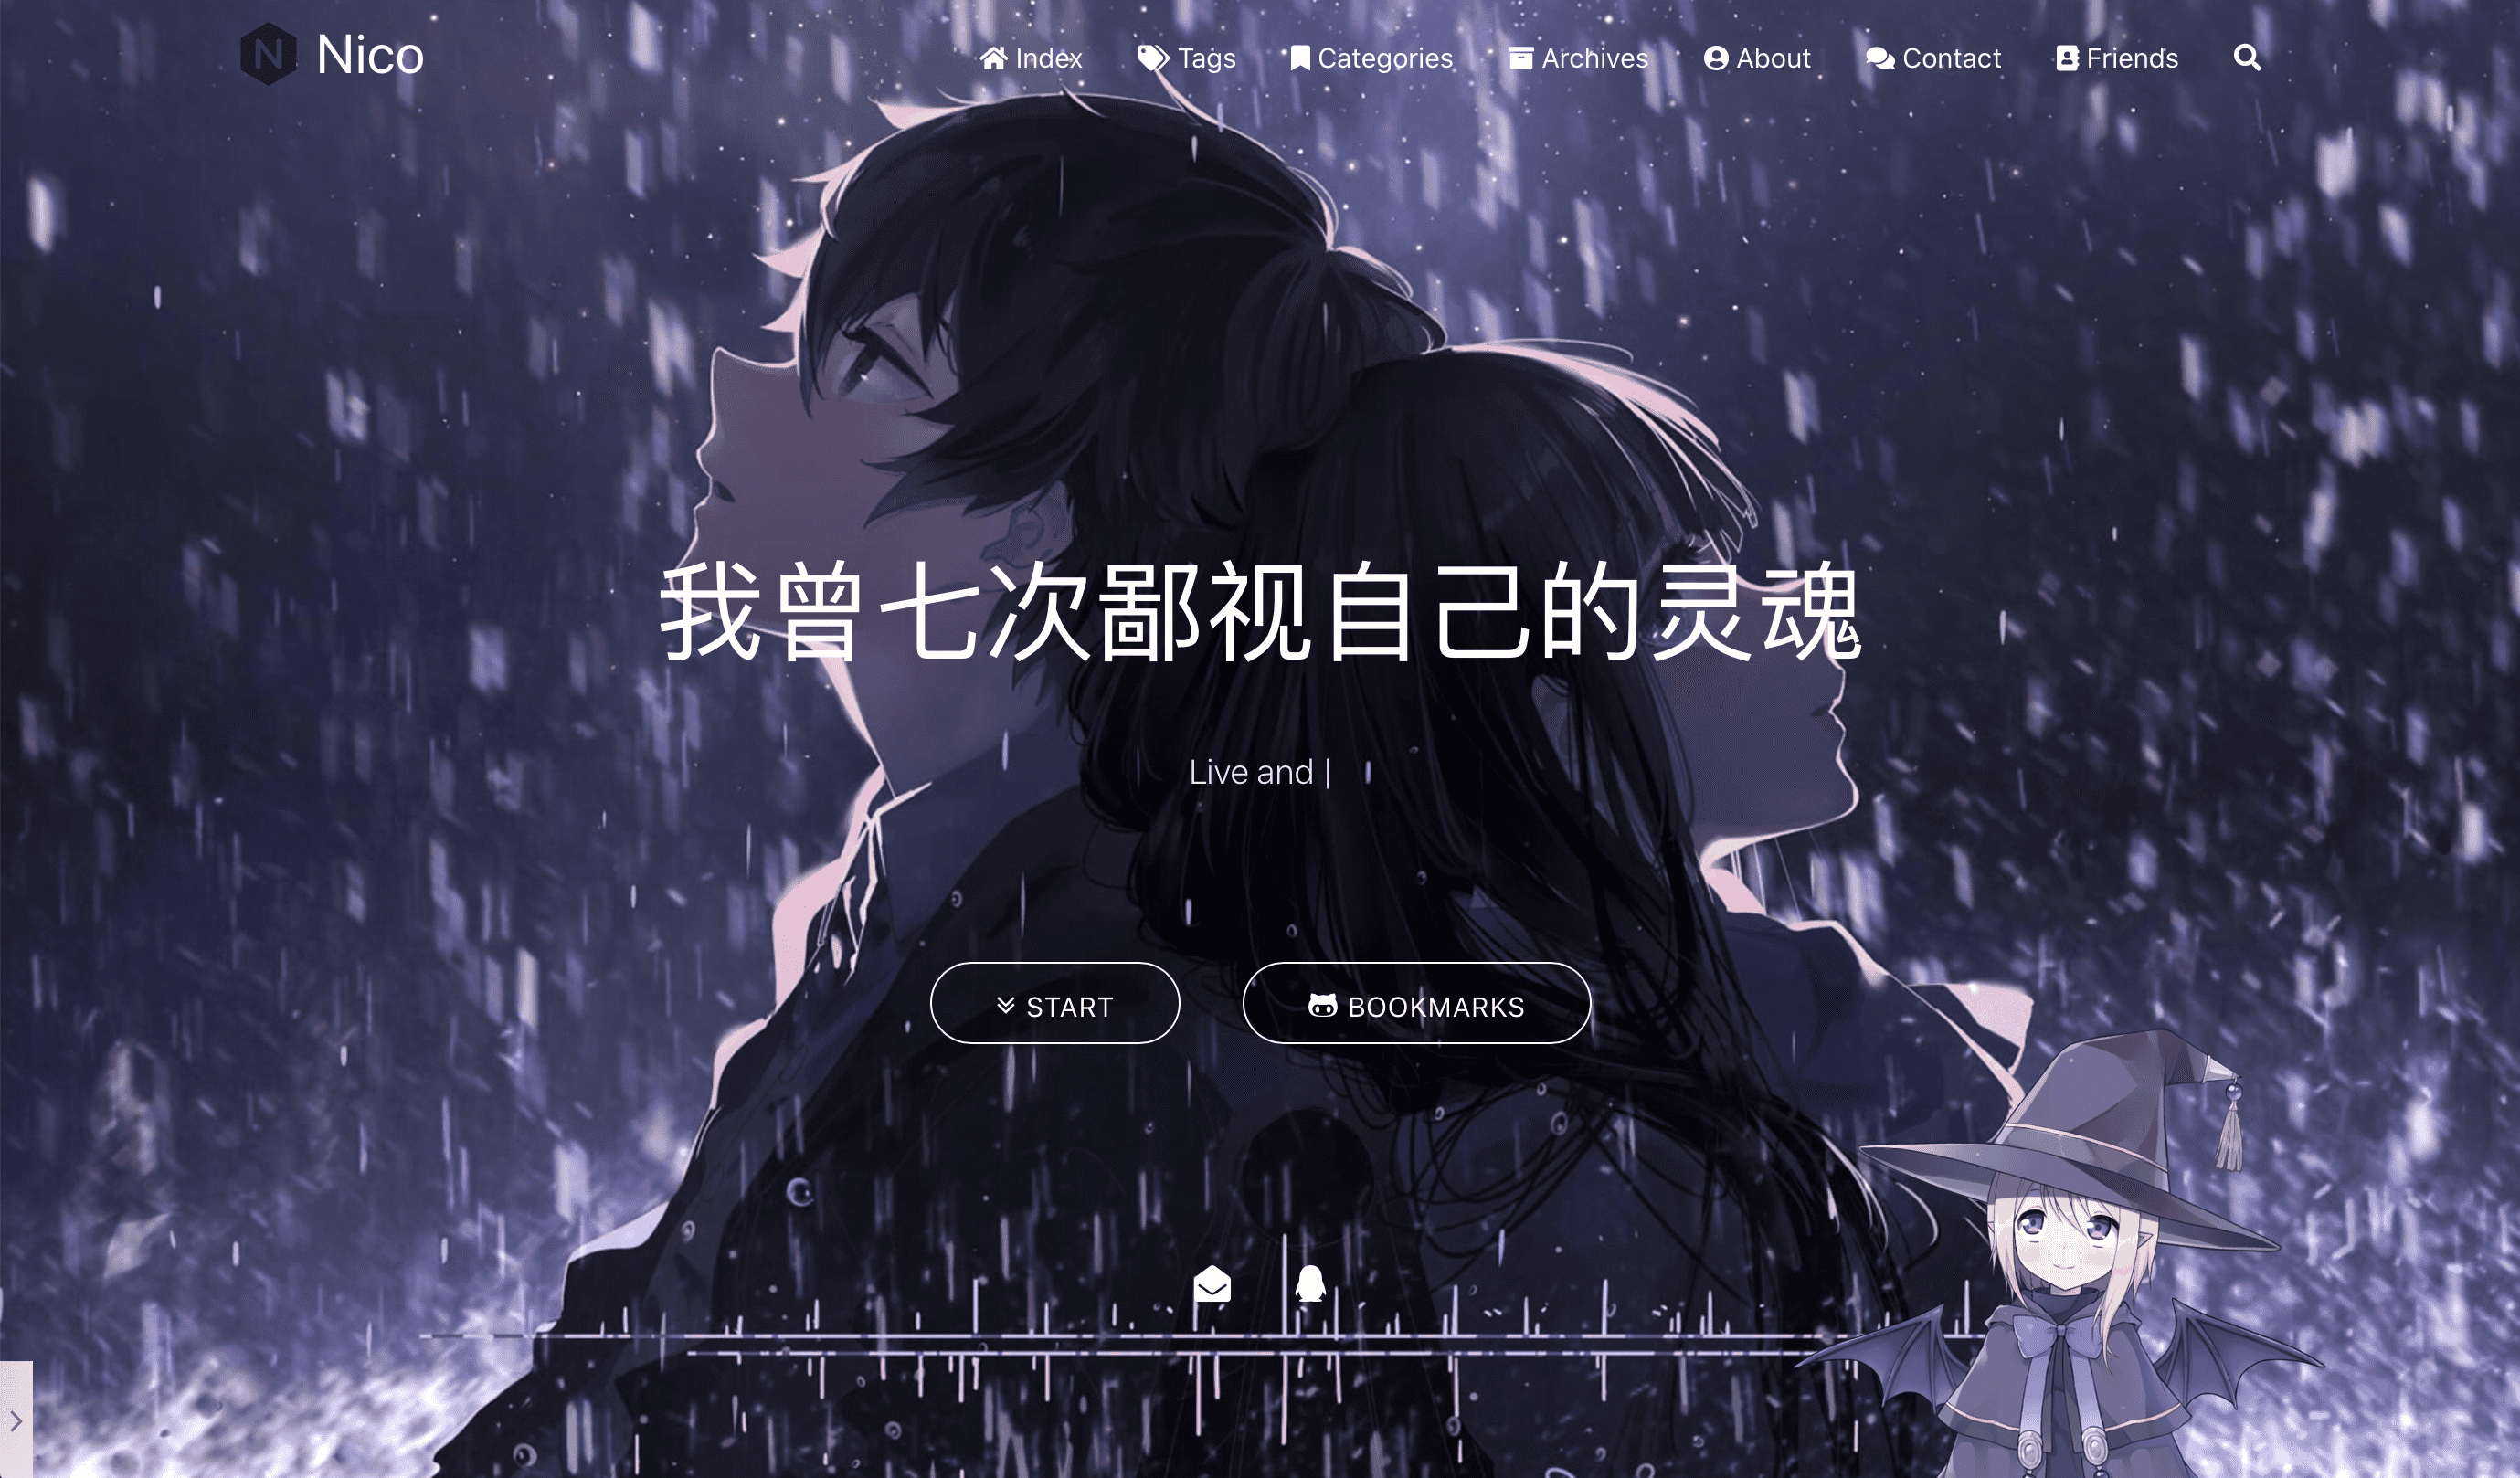 N Nico
Index Tags Categories Archives About Contact Friends
我曾七次鄙视自己的灵魂
Live and |
START BOOKMARKS